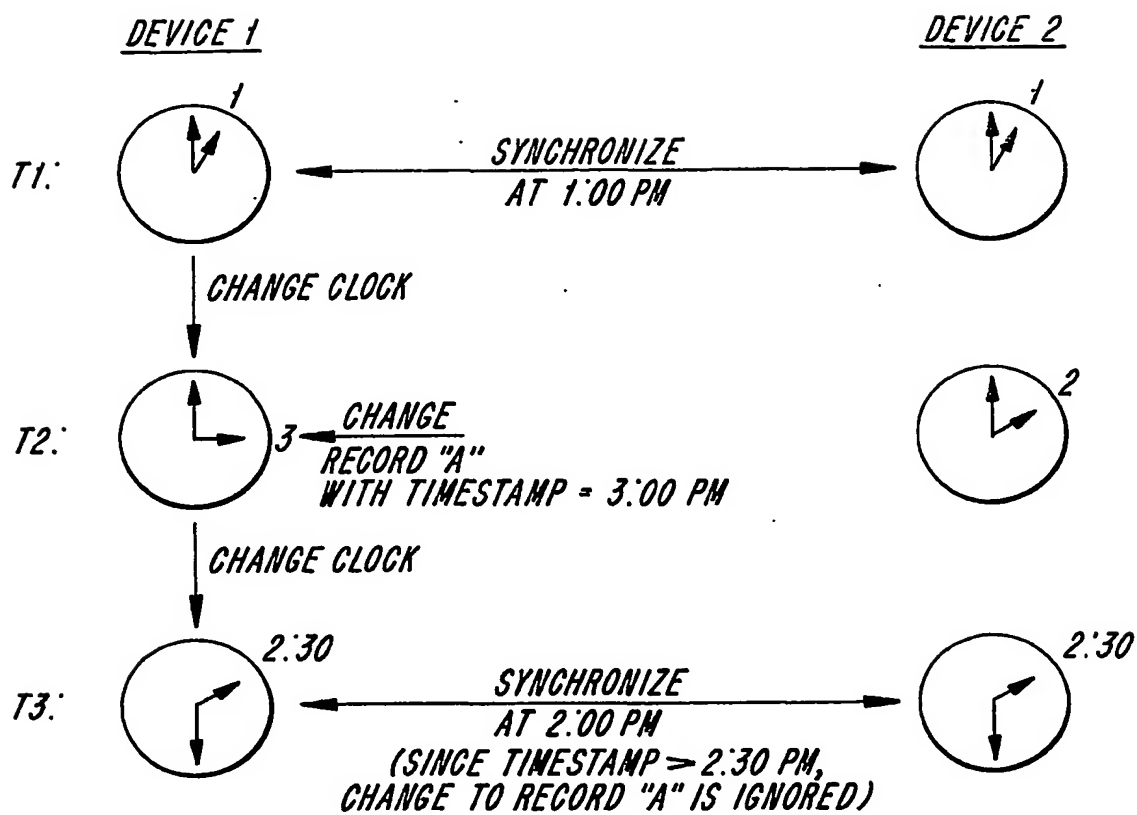 DEVICE 1
DEVICE 2
1
1
T1:
SYNCHRONIZE
AT 1:00 PM
CHANGE CLOCK
2
T2:
3
CHANGE
RECORD "A"
WITH TIMESTAMP = 3:00 PM
CHANGE CLOCK
2:30
2:30
T3:
SYNCHRONIZE
AT 2:00 PM
(SINCE TIMESTAMP > 2:30 PM,
CHANGE TO RECORD "A" IS IGNORED)